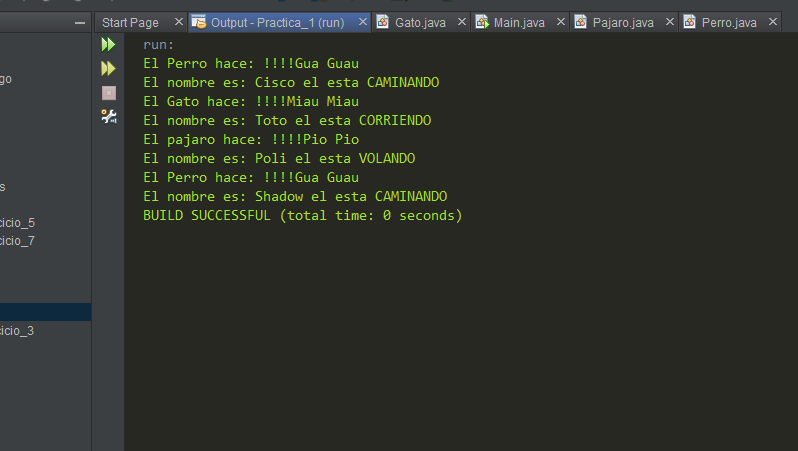 Start Page
Output - Practica_1 (run)
Gato.java
Main.java
Pajaro.java
Perro.java
run:
El Perro hace: !!!!Gua Guau
El nombre es: Cisco el esta CAMINANDO
El Gato hace: !!!!Miau Miau
El nombre es: Toto el esta CORRIENDO
El pajaro hace: !!!!Pio Pio
El nombre es: Poli el esta VOLANDO
El Perro hace: !!!!Gua Guau
El nombre es: Shadow el esta CAMINANDO
BUILD SUCCESSFUL (total time: 0 seconds)
go
s
cicio_5
cicio_7
cicio_3